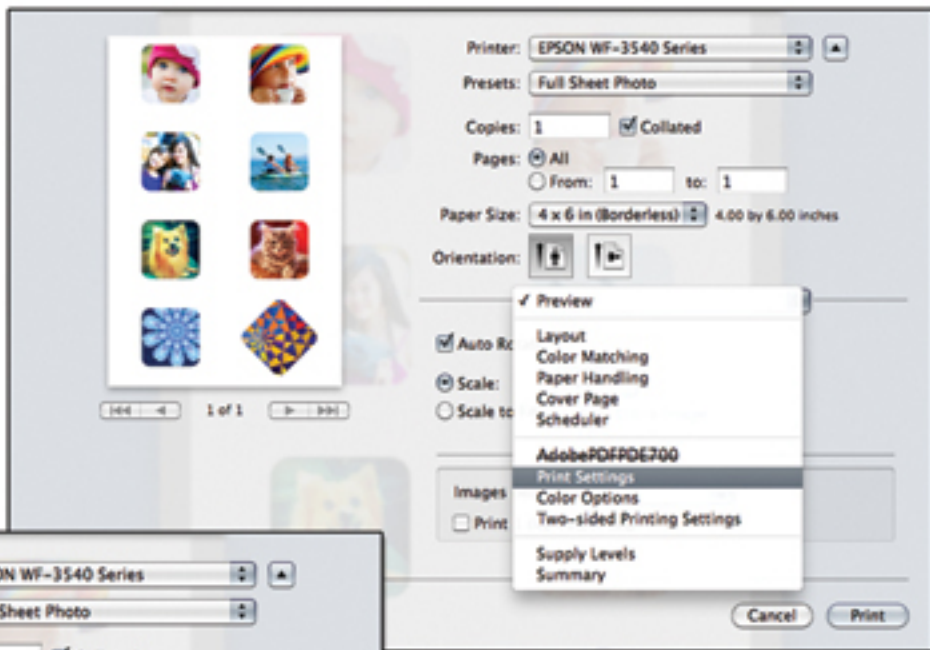 Printer: EPSON WF-3540 Series
Presets: Full Sheet Photo
Copies: 1 Collated
Pages: All
From: 1 to: 1
Paper Size: 4 x 6 in (Borderless) 4.00 by 6.00 inches
Orientation:
✓ Preview
Layout
Auto Ro
Color Matching
Paper Handling
Scale:
Cover Page
1 of 1
Scale to
Scheduler
AdobePDFPDE700
Print Settings
Images
Color Options
Print
Two-sided Printing Settings
Supply Levels
Summary
Cancel Print
ON WF-3540 Series
Sheet Photo